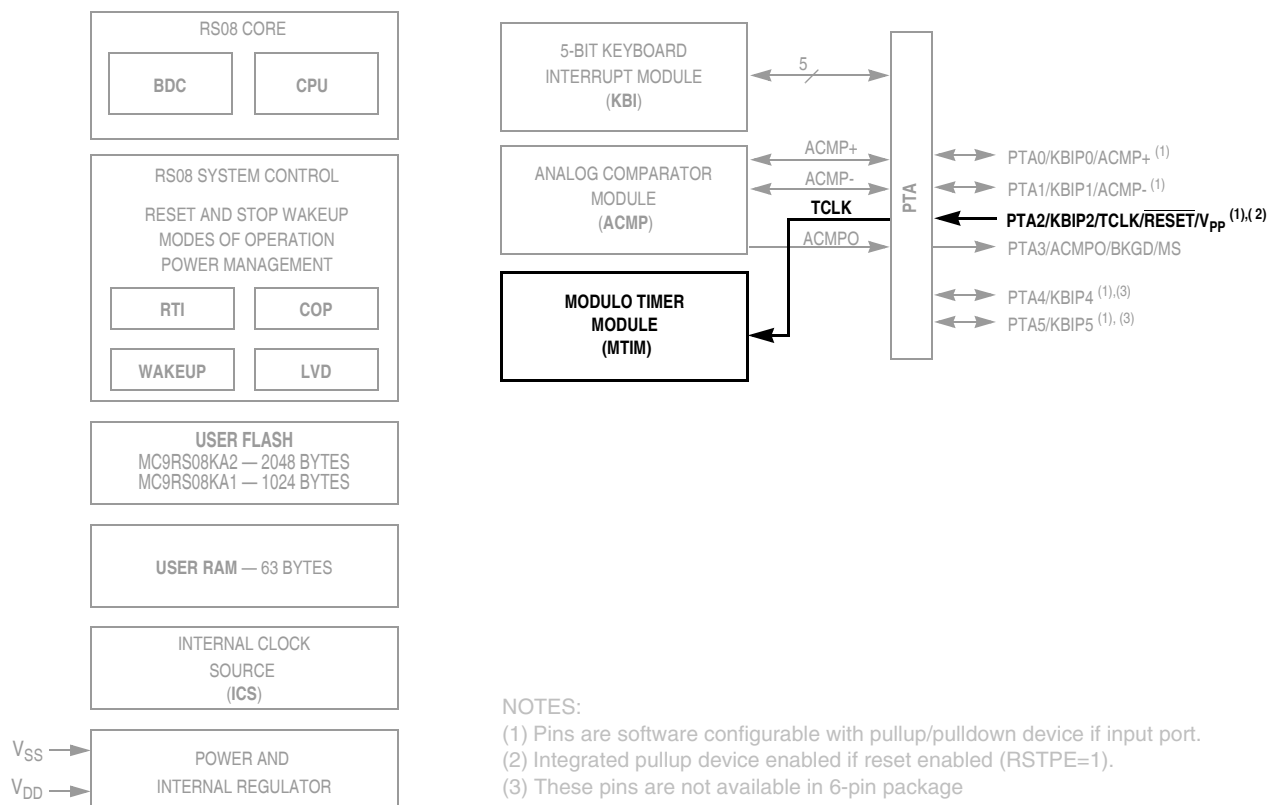 RS08 CORE
BDC
CPU
RS08 SYSTEM CONTROL
RESET AND STOP WAKEUP
MODES OF OPERATION
POWER MANAGEMENT
RTI
COP
WAKEUP
LVD
USER FLASH
MC9RS08KA2 — 2048 BYTES
MC9RS08KA1 — 1024 BYTES
USER RAM — 63 BYTES
INTERNAL CLOCK
SOURCE
(ICS)
VSS
VDD
POWER AND
INTERNAL REGULATOR
5-BIT KEYBOARD
INTERRUPT MODULE
(KBI)
5
ANALOG COMPARATOR
MODULE
(ACMP)
ACMP+
ACMP-
TCLK
ACMPO
MODULO TIMER
MODULE
(MTIM)
PTA
PTA0/KBIP0/ACMP+ (1)
PTA1/KBIP1/ACMP- (1)
PTA2/KBIP2/TCLK/RESET/VPP (1),( 2)
PTA3/ACMPO/BKGD/MS
PTA4/KBIP4 (1),(3)
PTA5/KBIP5 (1), (3)
NOTES:
(1) Pins are software configurable with pullup/pulldown device if input port.
(2) Integrated pullup device enabled if reset enabled (RSTPE=1).
(3) These pins are not available in 6-pin package